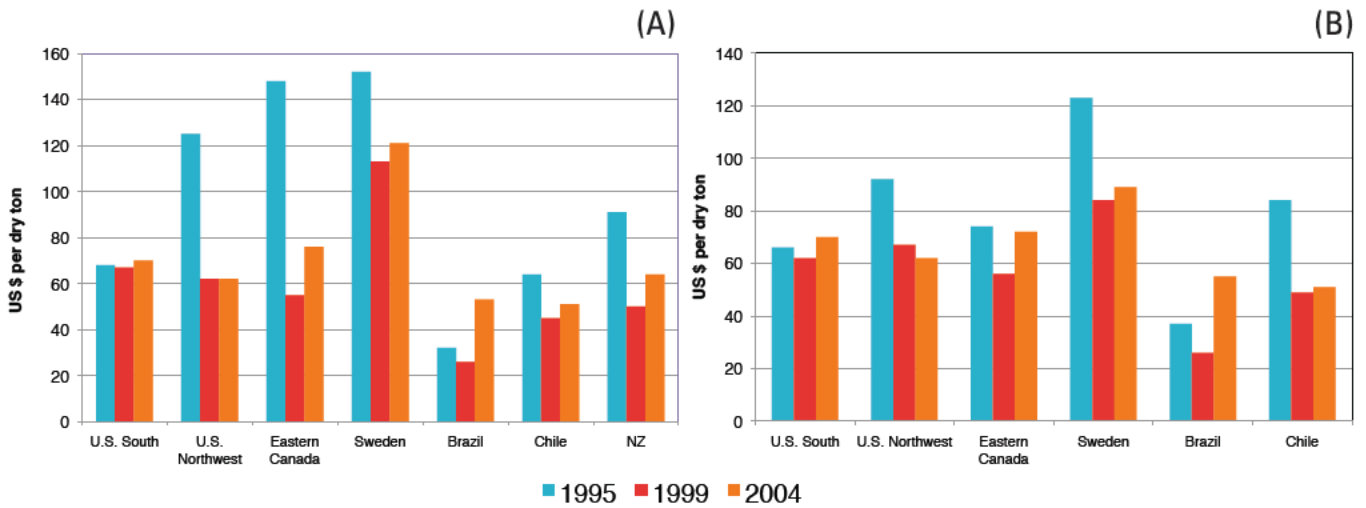 (A)
160
140
120
100
80
60
40
20
0
US $ per dry ton
U.S. South
U.S.
Northwest
Eastern
Canada
Sweden
Brazil
Chile
NZ
(B)
140
120
100
80
60
40
20
0
US $ per dry ton
U.S. South
U.S. Northwest
Eastern
Canada
Sweden
Brazil
Chile
1995 1999 2004